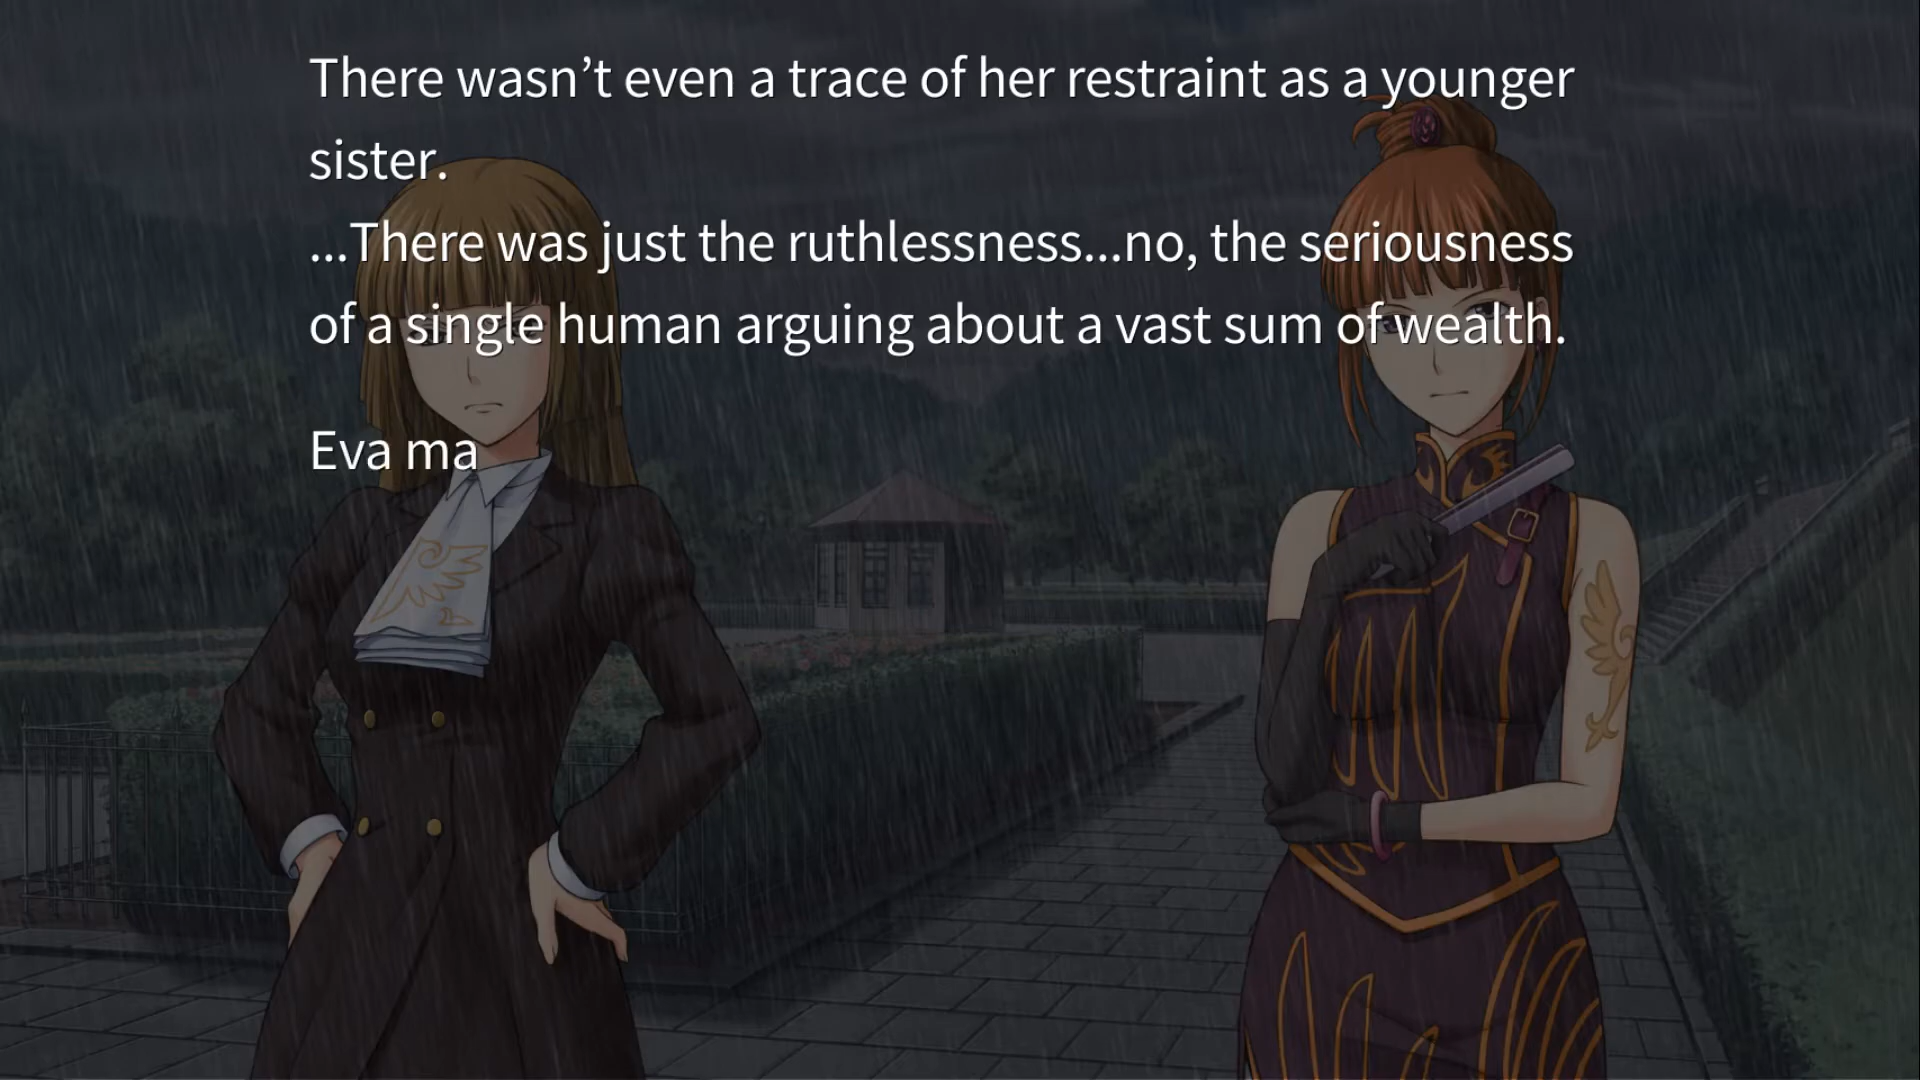 There wasn’t even a trace of her restraint as a younger
sister.
...There was just the ruthlessness...no, the seriousness
of a single human arguing about a vast sum of wealth.
Eva ma